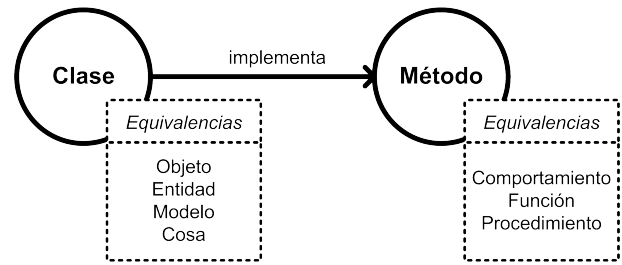 Clase
implementa
Método
Equivalencias
Objeto
Entidad
Modelo
Cosa
Equivalencias
Comportamiento
Función
Procedimiento